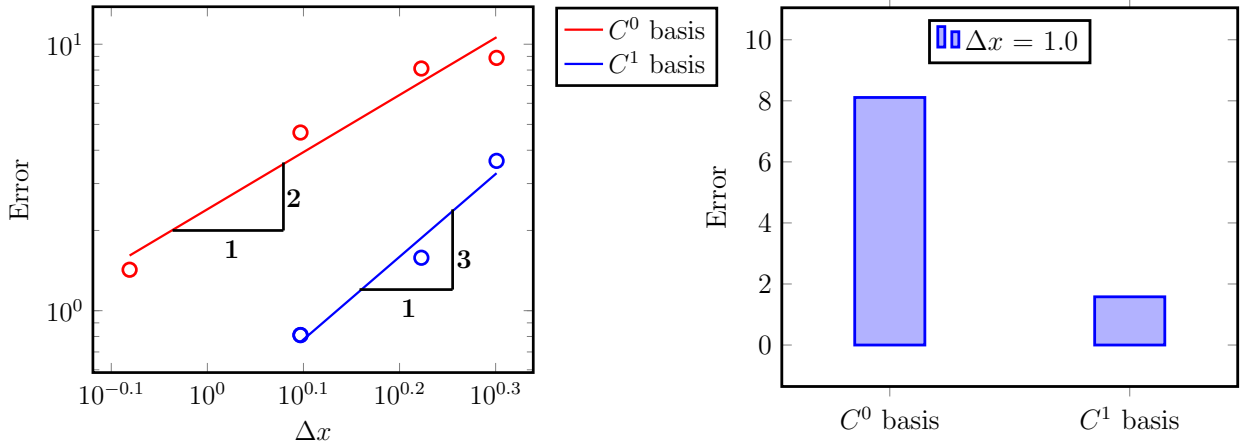 10^1
10^0
Error
10^{-0.1}
10^0
10^{0.1}
10^{0.2}
10^{0.3}
Δx
2
1
3
1
C^0 basis
C^1 basis
10
8
6
4
2
0
Error
Δx = 1.0
C^0 basis
C^1 basis